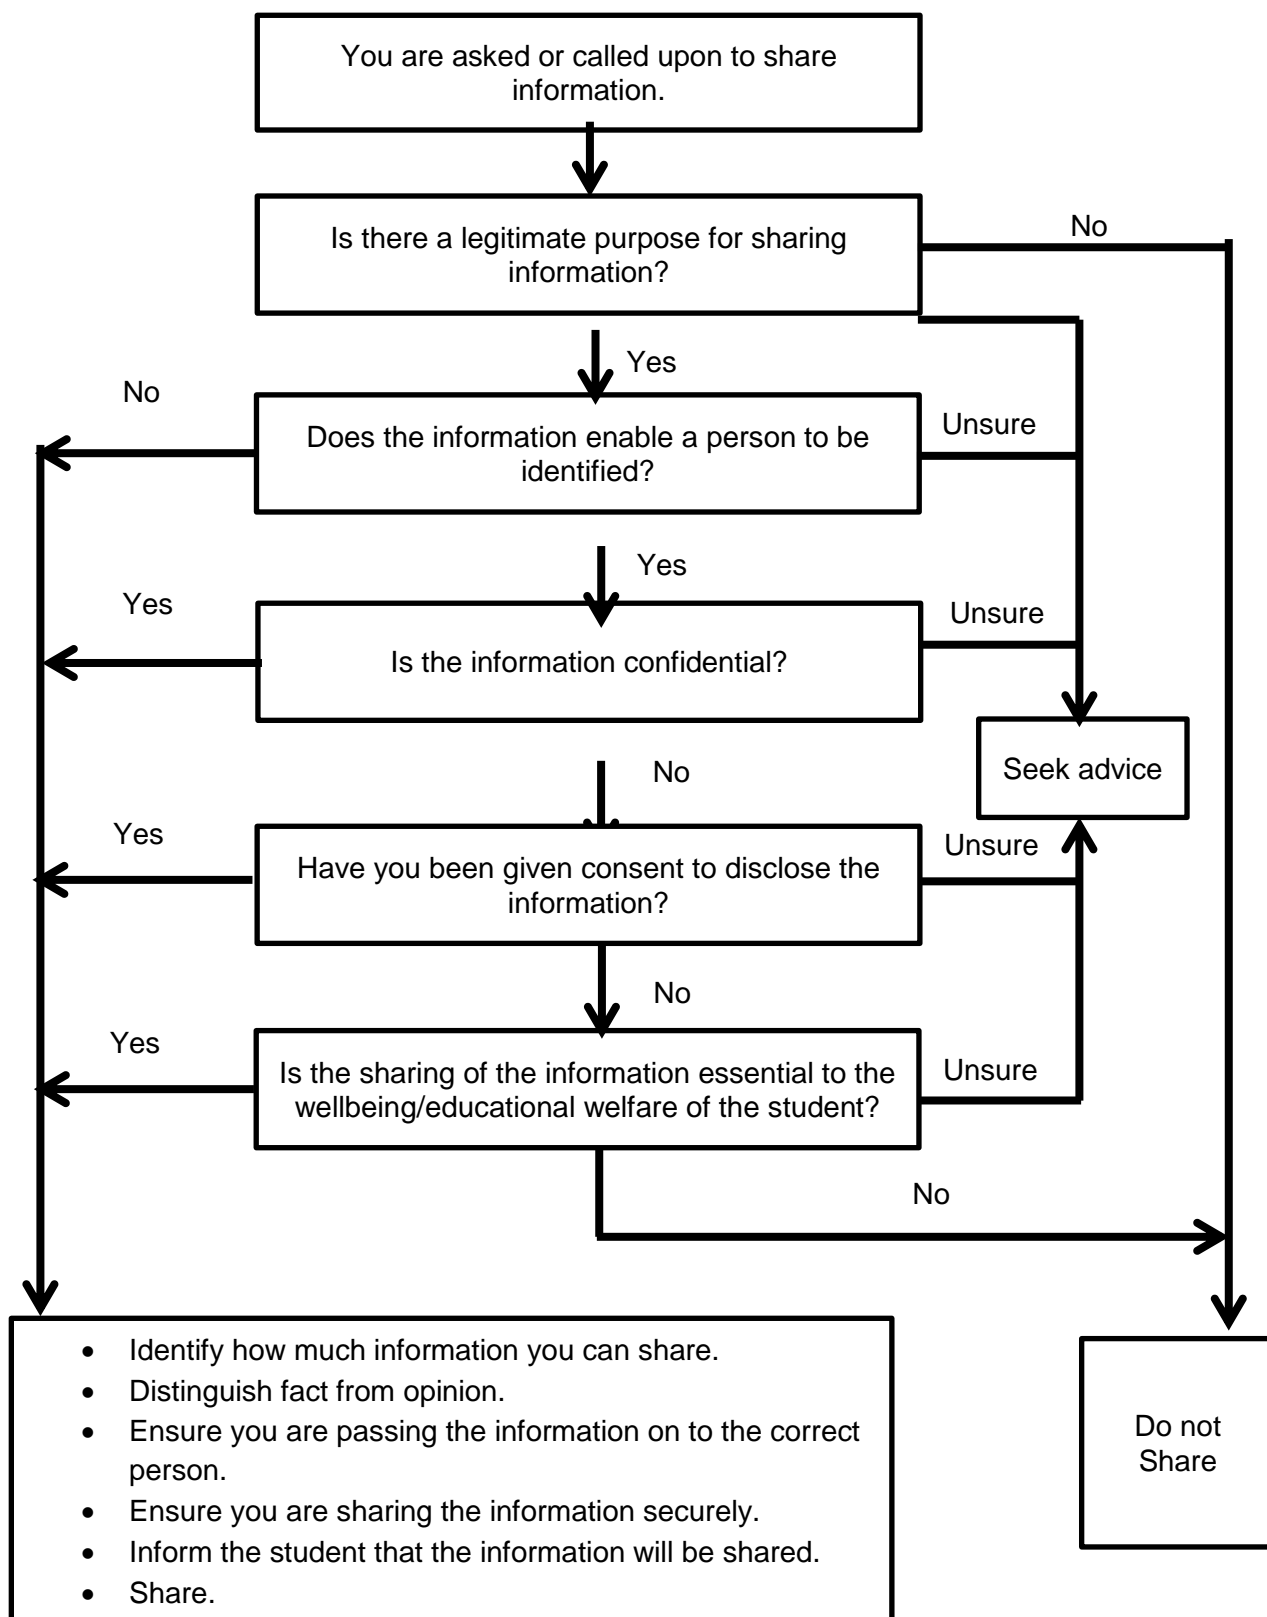 You are asked or called upon to share
information.
No
Is there a legitimate purpose for sharing
information?
Yes
No
Unsure
Does the information enable a person to be
identified?
Yes
Yes
Unsure
Is the information confidential?
No
Seek advice
Yes
Unsure
Have you been given consent to disclose the
information?
No
Yes
Unsure
Is the sharing of the information essential to the
wellbeing/educational welfare of the student?
No
• Identify how much information you can share.
• Distinguish fact from opinion.
• Ensure you are passing the information on to the correct
person.
• Ensure you are sharing the information securely.
• Inform the student that the information will be shared.
• Share.
Do not
Share